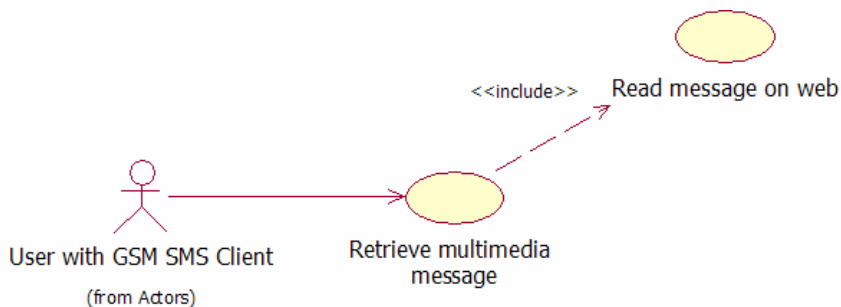 <<include>>
Read message on web
User with GSM SMS Client
(from Actors)
Retrieve multimedia
message